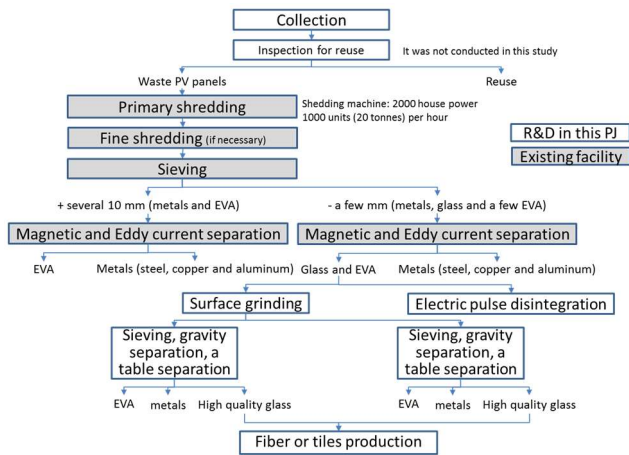 Collection
Inspection for reuse
It was not conducted in this study
Waste PV panels
Reuse
Primary shredding
Shedding machine: 2000 house power
1000 units (20 tonnes) per hour
Fine shredding (if necessary)
R&D in this PJ
Existing facility
Sieving
+ several 10 mm (metals and EVA)
- a few mm (metals, glass and a few EVA)
Magnetic and Eddy current separation
Magnetic and Eddy current separation
EVA
Metals (steel, copper and aluminum)
Glass and EVA
Metals (steel, copper and aluminum)
Surface grinding
Electric pulse disintegration
Sieving, gravity
separation, a
table separation
Sieving, gravity
separation, a
table separation
EVA
metals
High quality glass
EVA
metals
High quality glass
Fiber or tiles production